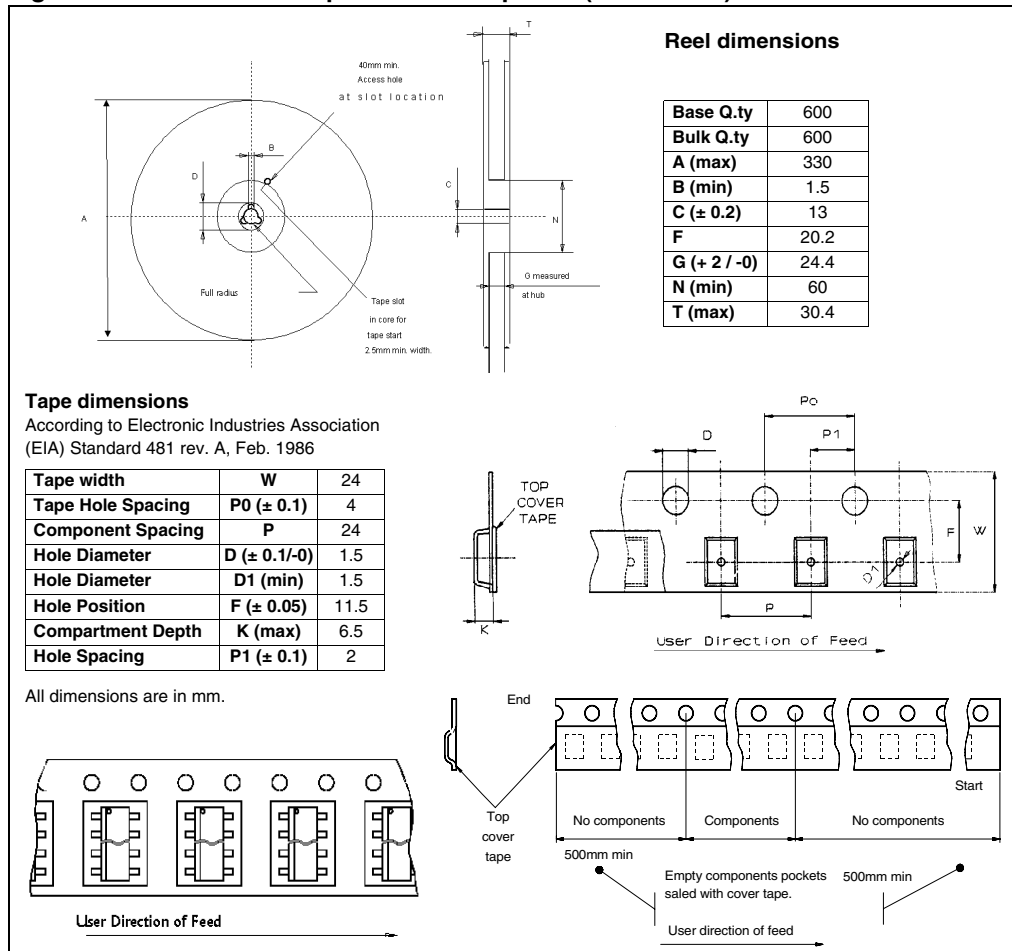 Reel dimensions
T
40mm min.
Access hole
at slot location
B
D
C
A
N
Full radius
G measured
at hub
Tape slot
in core for
tape start
2.5mm min. width.
Base Q.ty 600
Bulk Q.ty 600
A (max) 330
B (min) 1.5
C (± 0.2) 13
F 20.2
G (+ 2 / -0) 24.4
N (min) 60
T (max) 30.4
Tape dimensions
According to Electronic Industries Association
(EIA) Standard 481 rev. A, Feb. 1986
Tape width W 24
Tape Hole Spacing P0 (± 0.1) 4
Component Spacing P 24
Hole Diameter D (± 0.1/-0) 1.5
Hole Diameter D1 (min) 1.5
Hole Position F (± 0.05) 11.5
Compartment Depth K (max) 6.5
Hole Spacing P1 (± 0.1) 2
All dimensions are in mm.
Po
D
P1
TOP
COVER
TAPE
F
W
D1
K
P
User Direction of Feed
End
Start
Top
cover
tape
No components
Components
No components
500mm min
Empty components pockets
saled with cover tape.
500mm min
User direction of feed
User Direction of Feed